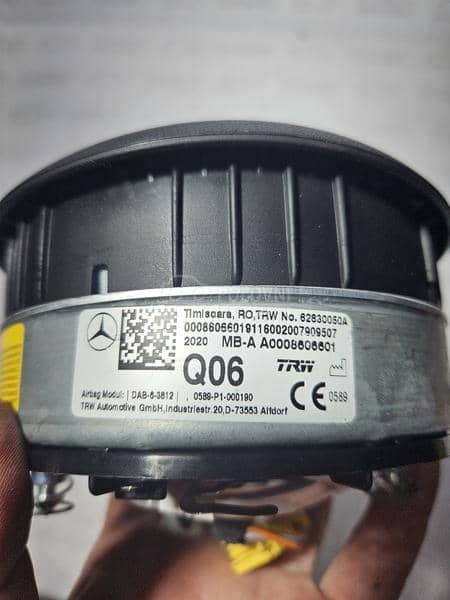 Timisoara, RO,TRW No. 62830050A
00086066019116002007909507
2020 MB-A A0008606601
Q06 TRW
Airbag Modul: | DAB-6-3812 | 0589-P1-000190
CE 0589
TRW Automotive GmbH,Industriestr.20,D-73553 Alfdorf